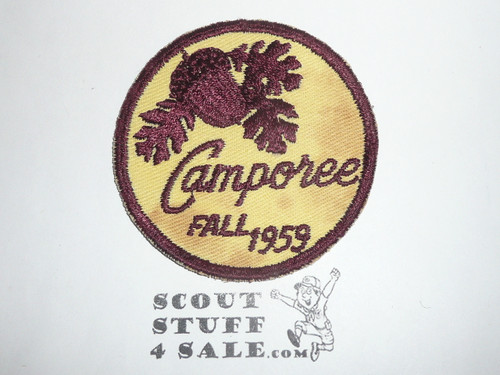 Camporee
FALL 1959
SCOUT
STUFF
4 SALE.COM